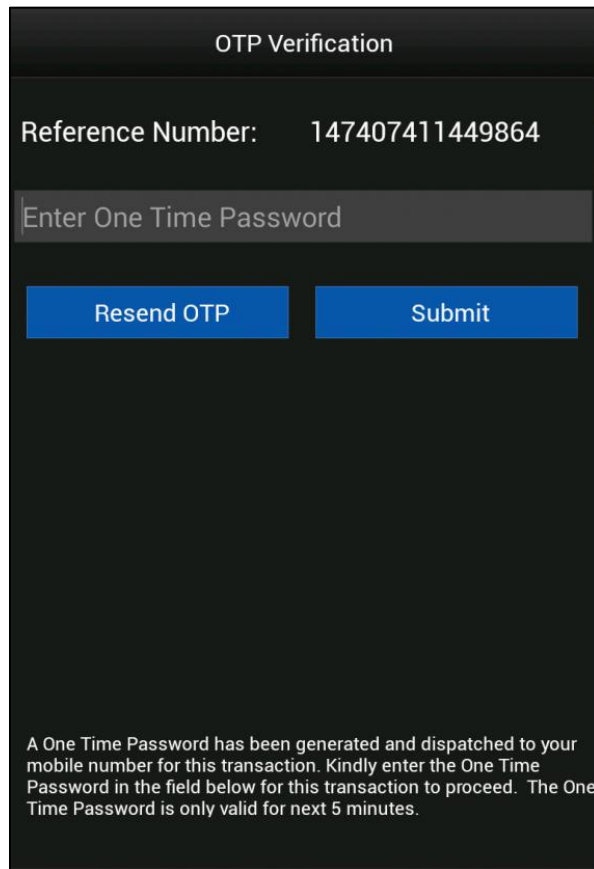 OTP Verification
Reference Number: 147407411449864
Enter One Time Password
Resend OTP Submit
A One Time Password has been generated and dispatched to your
mobile number for this transaction. Kindly enter the One Time
Password in the field below for this transaction to proceed. The One
Time Password is only valid for next 5 minutes.